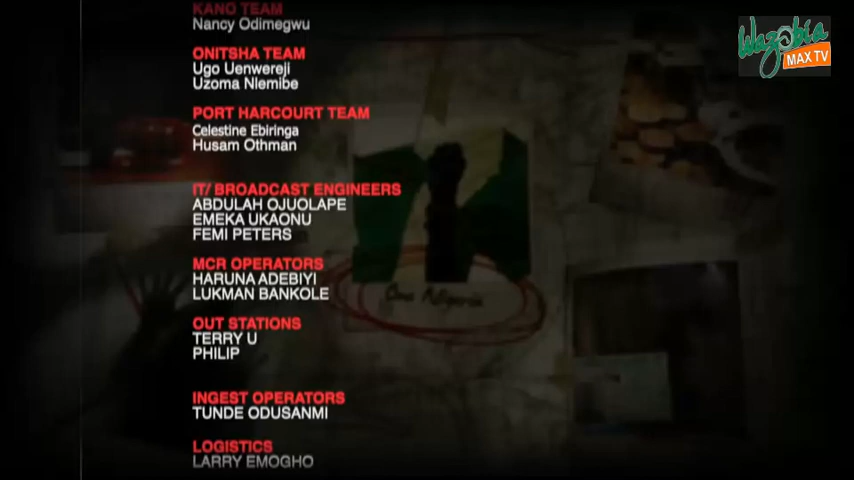 KANO TEAM
Nancy Odimegwu
ONITSHA TEAM
Ugo Uenwereji
Uzoma Nlemibe
PORT HARCOURT TEAM
Celestine Ebiringa
Husam Othman
IT/ BROADCAST ENGINEERS
ABDULAH OJUOLAPE
EMEKA UKAONU
FEMI PETERS
MCR OPERATORS
HARUNA ADEBIYI
LUKMAN BANKOLE
OUT STATIONS
TERRY U
PHILIP
INGEST OPERATORS
TUNDE ODUSANMI
LOGISTICS
LARRY EMOGHO
Wazobia
MAX TV
One Nigeria